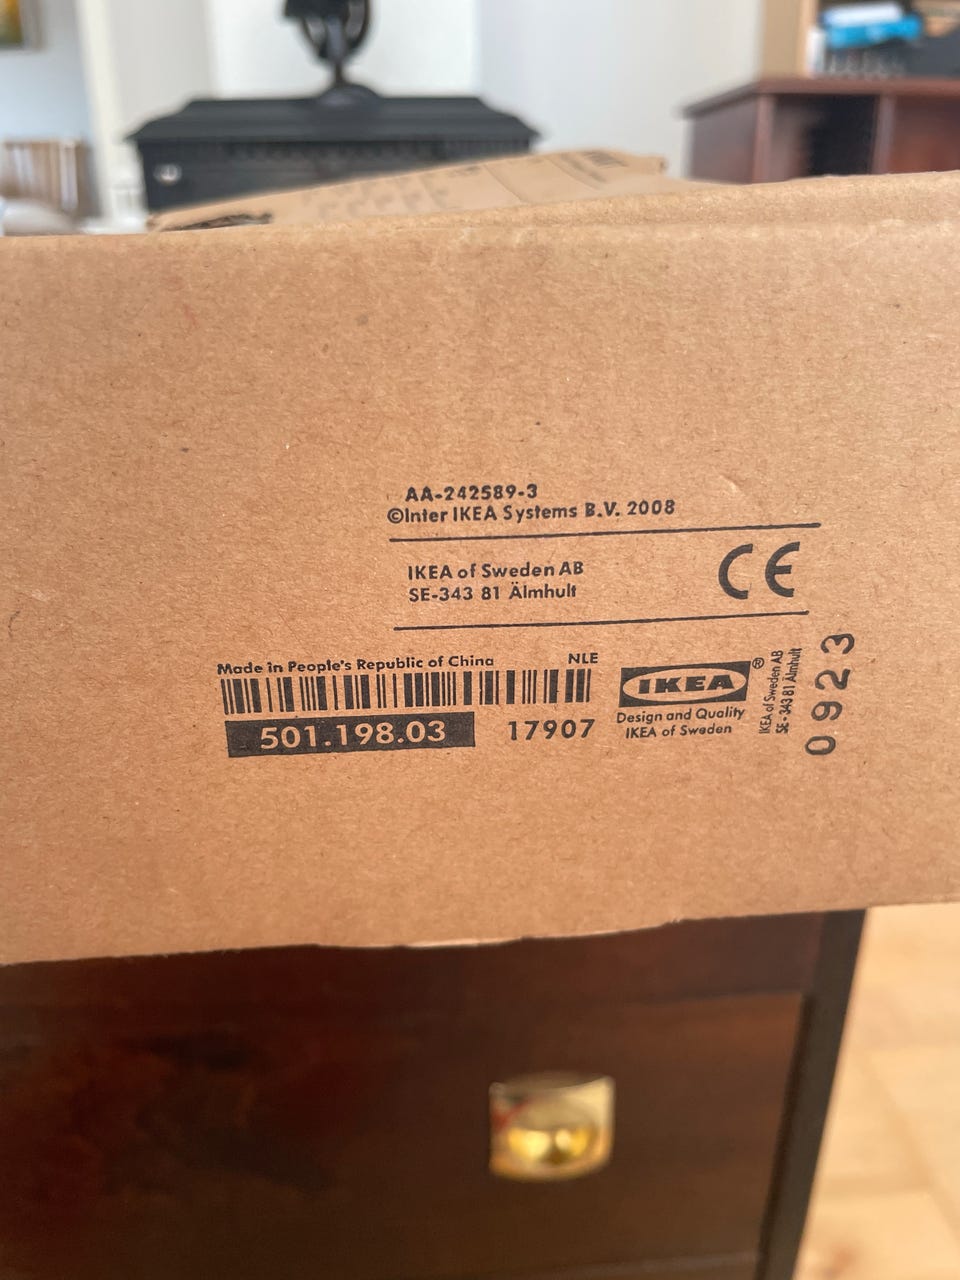 AA-242589-3
©Inter IKEA Systems B.V. 2008
IKEA of Sweden AB
SE-343 81 Älmhult
CE
Made in People's Republic of China
NLE
501.198.03
17907
IKEA®
Design and Quality
IKEA of Sweden
IKEA of Sweden AB
SE-343 81 Älmhult
0923